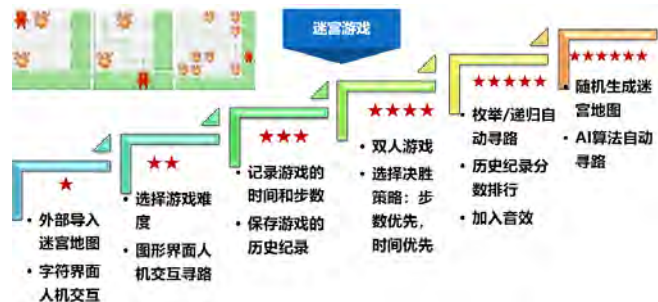 迷宫游戏
★
• 外部导入
迷宫地图
• 字符界面
人机交互
★★
• 选择游戏难
度
• 图形界面人
机交互寻路
★★★
• 记录游戏的
时间和步数
• 保存游戏的
历史纪录
★★★★
• 双人游戏
• 选择决胜
策略：步
数优先，
时间优先
★★★★★
• 枚举/递归自
动寻路
• 历史纪录分
数排行
• 加入音效
★★★★★★
• 随机生成迷
宫地图
• AI算法自动
寻路